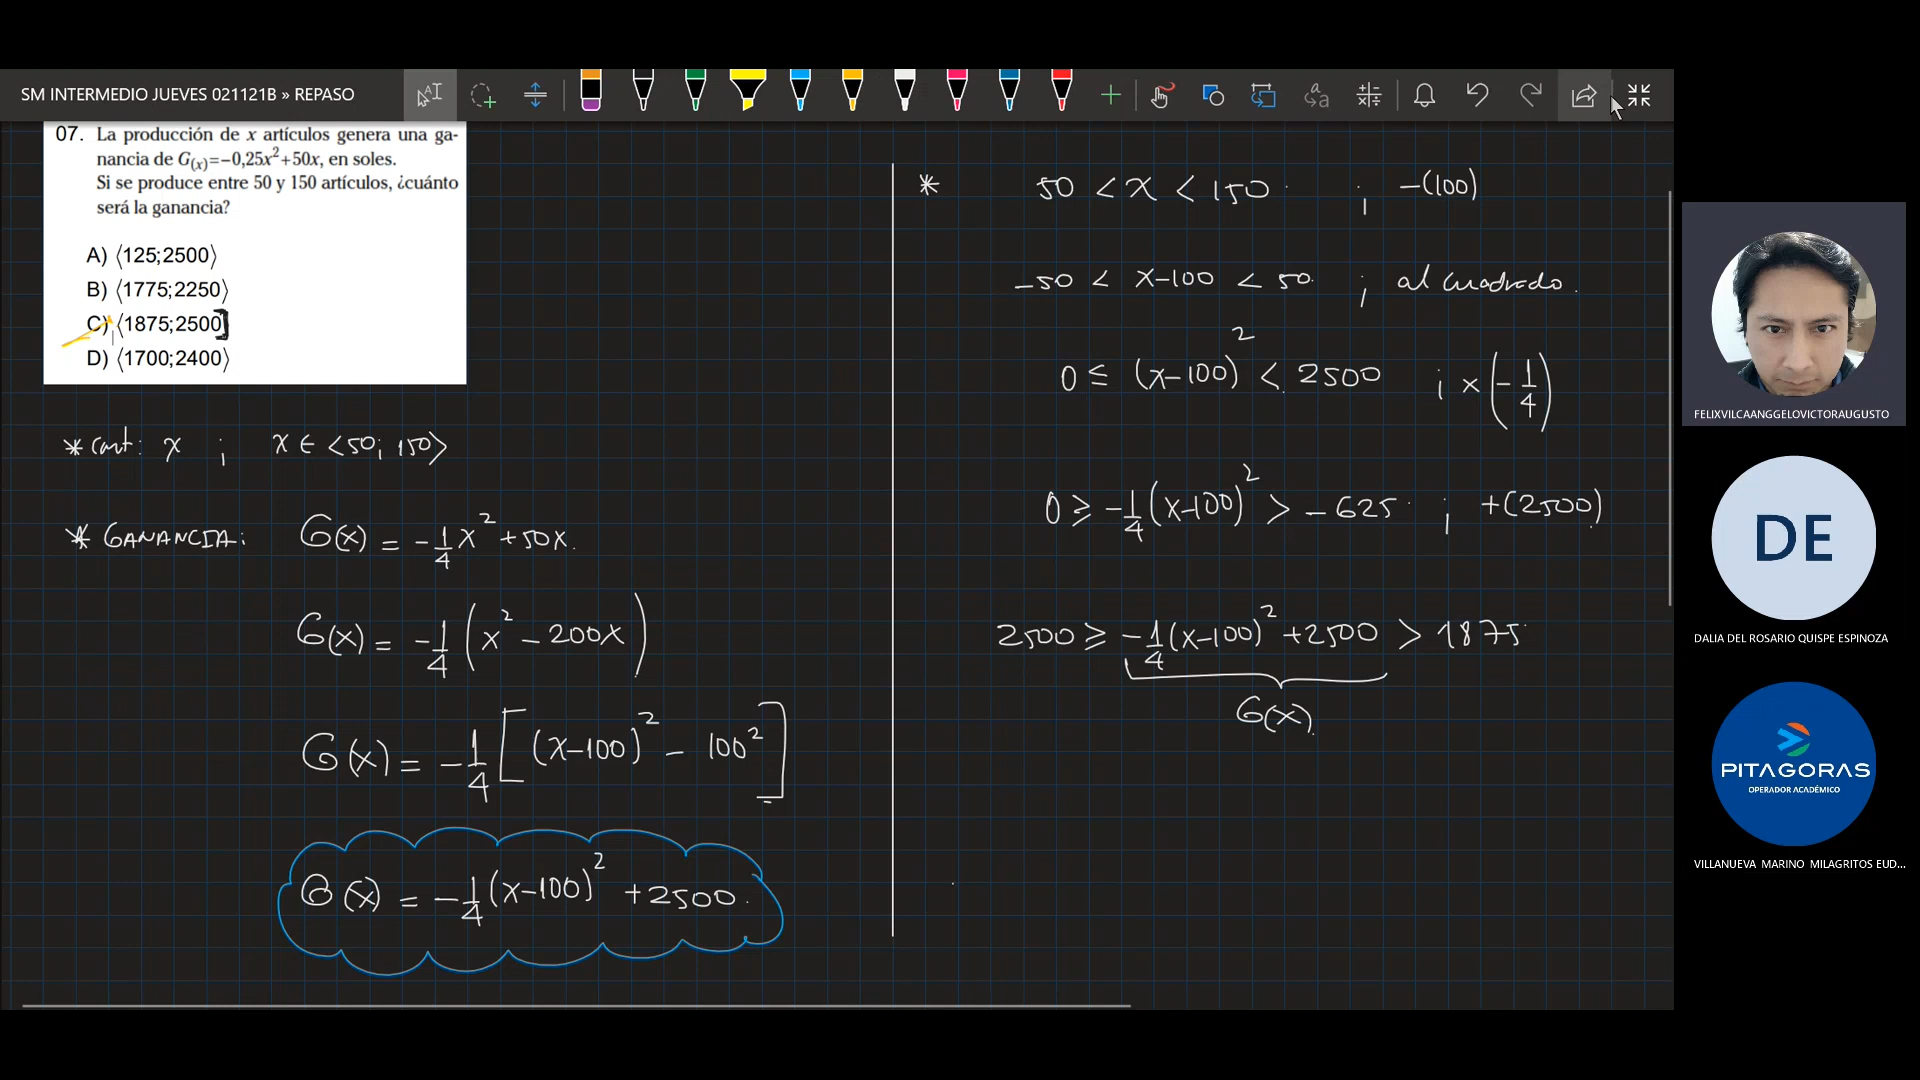 SM INTERMEDIO JUEVES 021121B » REPASO
07. La producción de x artículos genera una ga-
nancia de G(x)=−0,25x²+50x, en soles.
Si se produce entre 50 y 150 artículos, ¿cuánto
será la ganancia?
A) ⟨125;2500⟩
B) ⟨1775;2250⟩
C) ⟨1875;2500]
D) ⟨1700;2400⟩
* cant: x ; x ∈ <50; 150>
* GANANCIA: G(x) = -1/4 x² + 50x.
G(x) = -1/4 (x² - 200x)
G(x) = -1/4 [(x-100)² - 100²]
G(x) = -1/4 (x-100)² + 2500.
* 50 < x < 150 ; -(100)
-50 < x-100 < 50 ; al cuadrado.
0 ≤ (x-100)² < 2500 ; x (-1/4)
0 ≥ -1/4 (x-100)² > -625 ; +(2500)
2500 ≥ -1/4 (x-100)² + 2500 > 1875
G(x)
FELIXVILCAANGGELOVICTORAUGUSTO
DE
DALIA DEL ROSARIO QUISPE ESPINOZA
PITAGORAS
OPERADOR ACADÉMICO
VILLANUEVA MARINO MILAGRITOS EUD...